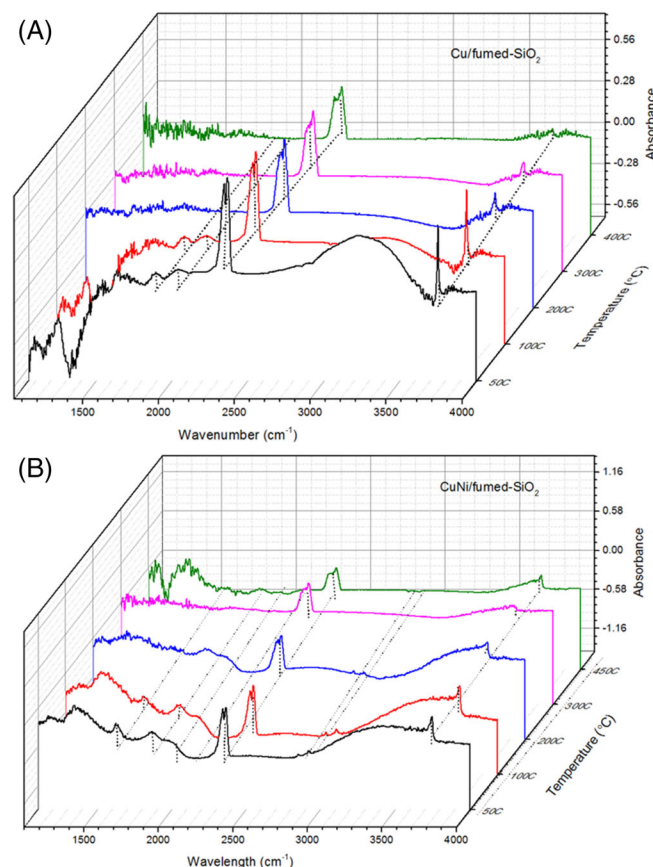 (A)
Cu/fumed-SiO₂
0.56
0.28
0.00
-0.28
-0.56
Absorbance
400C
300C
200C
100C
50C
Temperature (°C)
1500
2000
2500
3000
3500
4000
Wavenumber (cm⁻¹)
(B)
CuNi/fumed-SiO₂
1.16
0.58
0.00
-0.58
-1.16
Absorbance
450C
300C
200C
100C
50C
Temperature (°C)
1500
2000
2500
3000
3500
4000
Wavelength (cm⁻¹)